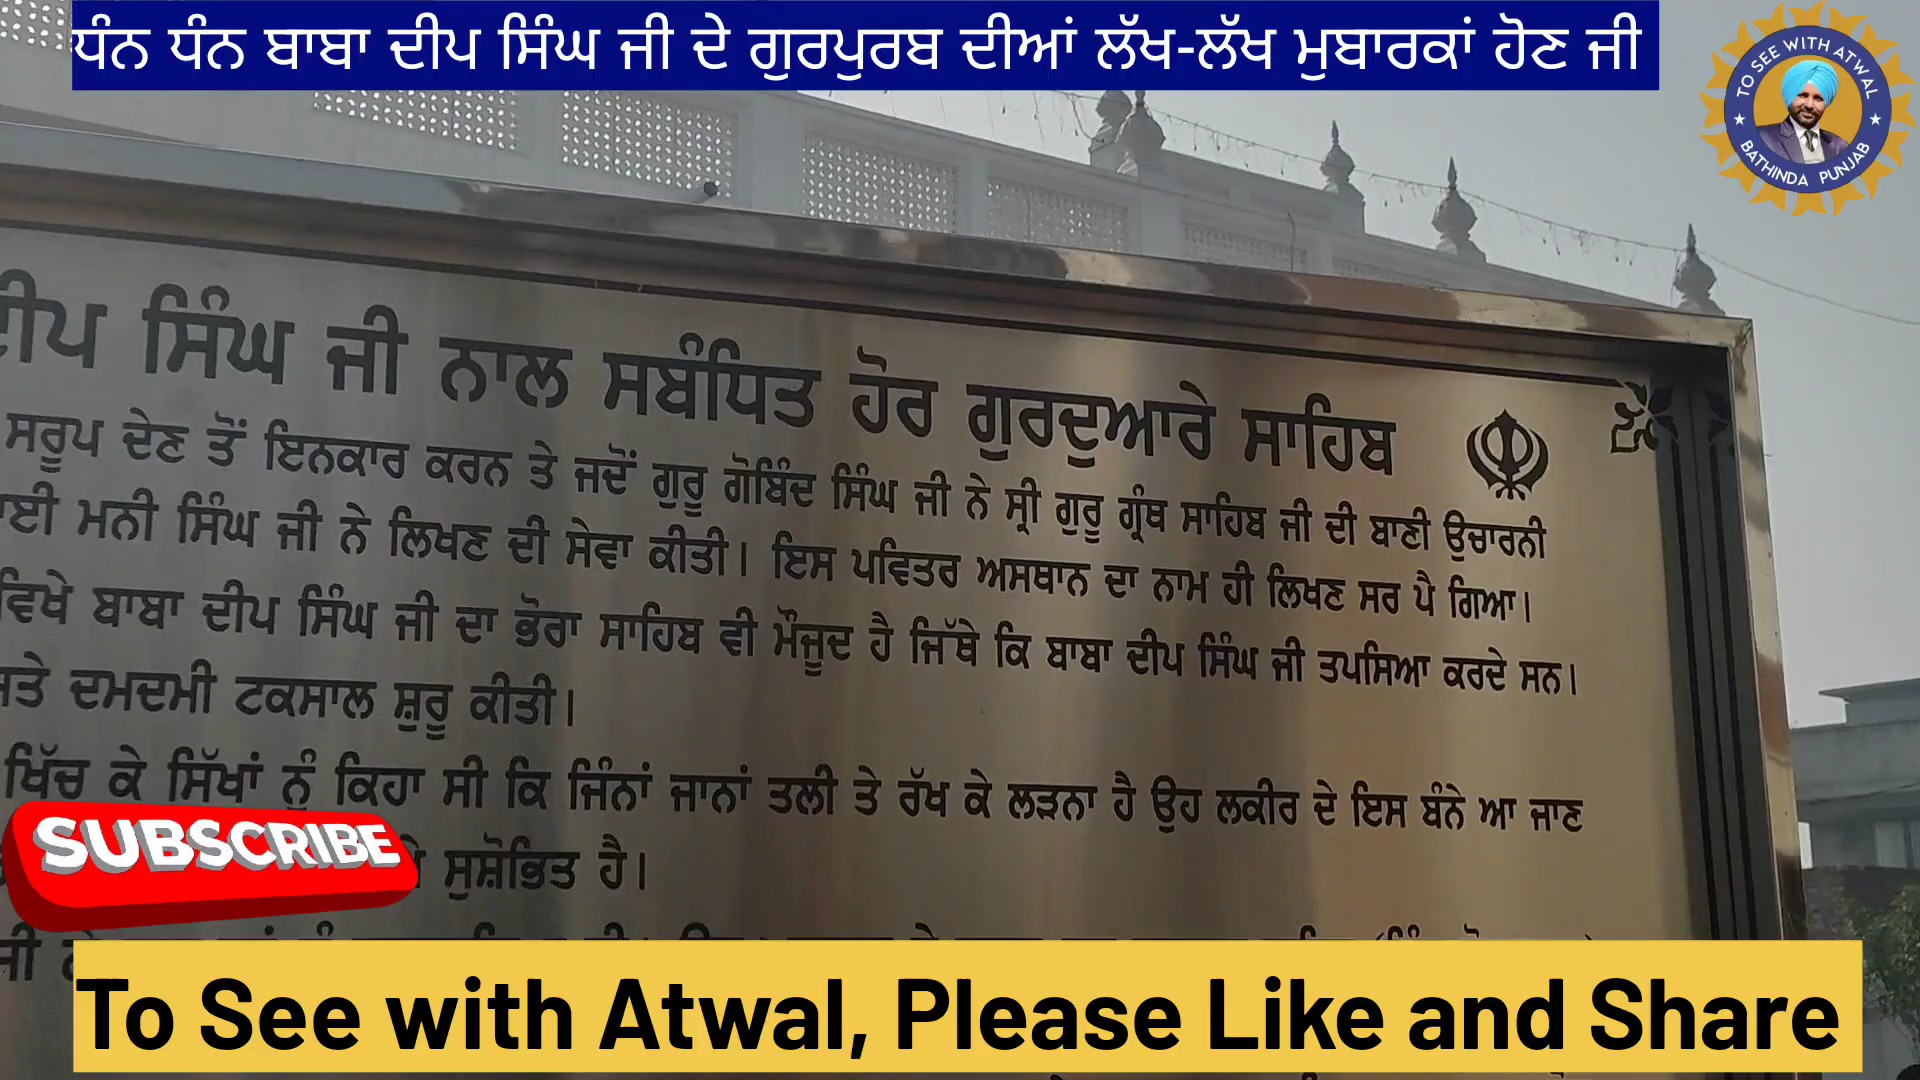 ਧੰਨ ਧੰਨ ਬਾਬਾ ਦੀਪ ਸਿੰਘ ਜੀ ਦੇ ਗੁਰਪੁਰਬ ਦੀਆਂ ਲੱਖ-ਲੱਖ ਮੁਬਾਰਕਾਂ ਹੋਣ ਜੀ
TO SEE WITH ATWAL
BATHINDA PUNJAB
ਸਿੰਘ ਜੀ ਨਾਲ ਸਬੰਧਿਤ ਹੋਰ ਗੁਰਦੁਆਰੇ ਸਾਹਿਬ
ਸਰੂਪ ਦੇਣ ਤੋਂ ਇਨਕਾਰ ਕਰਨ ਤੇ ਜਦੋਂ ਗੁਰੂ ਗੋਬਿੰਦ ਸਿੰਘ ਜੀ ਨੇ ਸ੍ਰੀ ਗੁਰੂ ਗ੍ਰੰਥ ਸਾਹਿਬ ਜੀ ਦੀ ਬਾਣੀ ਉਚਾਰਨੀ
ਮਨੀ ਸਿੰਘ ਜੀ ਨੇ ਲਿਖਣ ਦੀ ਸੇਵਾ ਕੀਤੀ। ਇਸ ਪਵਿਤਰ ਅਸਥਾਨ ਦਾ ਨਾਮ ਹੀ ਲਿਖਣ ਸਰ ਪੈ ਗਿਆ।
ਵਿਖੇ ਬਾਬਾ ਦੀਪ ਸਿੰਘ ਜੀ ਦਾ ਭੋਰਾ ਸਾਹਿਬ ਵੀ ਮੌਜੂਦ ਹੈ ਜਿੱਥੇ ਕਿ ਬਾਬਾ ਦੀਪ ਸਿੰਘ ਜੀ ਤਪਸਿਆ ਕਰਦੇ ਸਨ।
ਦਮਦਮੀ ਟਕਸਾਲ ਸ਼ੁਰੂ ਕੀਤੀ।
ਖਿੱਚ ਕੇ ਸਿੱਖਾਂ ਨੂੰ ਕਿਹਾ ਸੀ ਕਿ ਜਿੰਨਾਂ ਜਾਨਾਂ ਤਲੀ ਤੇ ਰੱਖ ਕੇ ਲੜਨਾ ਹੈ ਉਹ ਲਕੀਰ ਦੇ ਇਸ ਬੰਨੇ ਆ ਜਾਣ
ਸੁਸ਼ੋਭਿਤ ਹੈ।
SUBSCRIBE
To See with Atwal, Please Like and Share